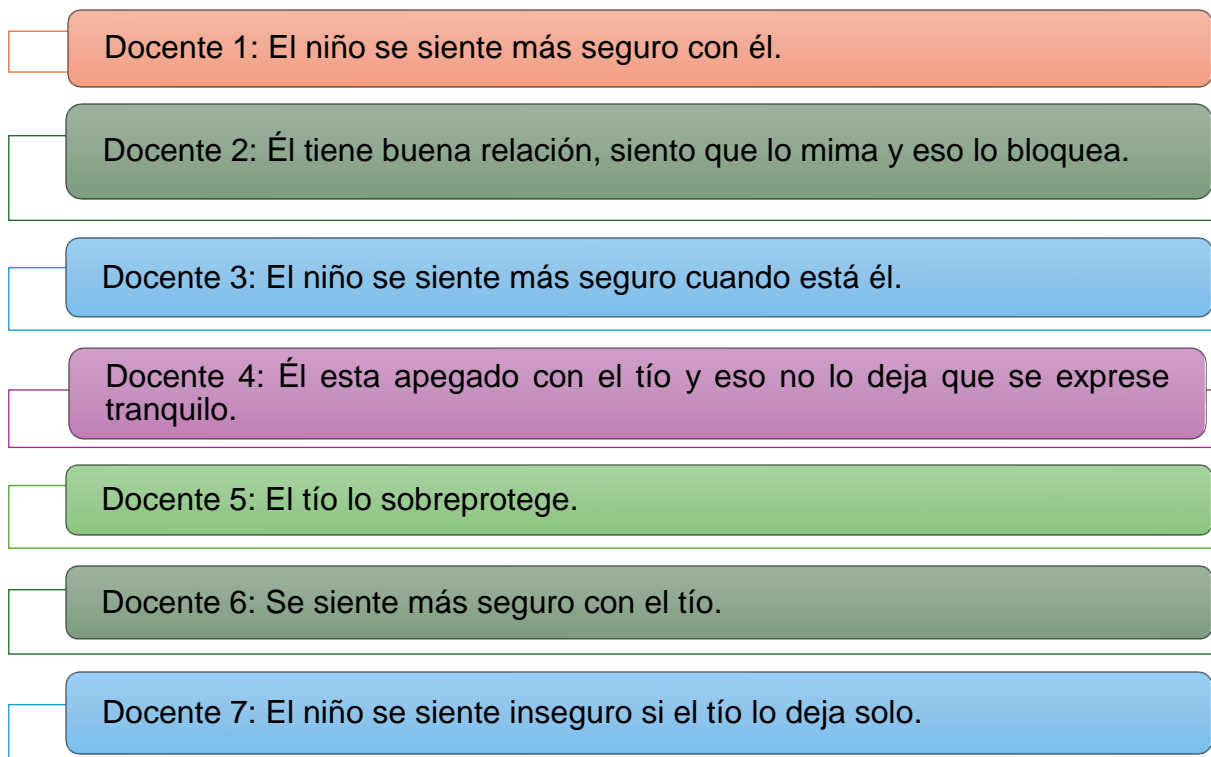 Docente 1: El niño se siente más seguro con él.
Docente 2: Él tiene buena relación, siento que lo mima y eso lo bloquea.
Docente 3: El niño se siente más seguro cuando está él.
Docente 4: Él esta apegado con el tío y eso no lo deja que se exprese
tranquilo.
Docente 5: El tío lo sobreprotege.
Docente 6: Se siente más seguro con el tío.
Docente 7: El niño se siente inseguro si el tío lo deja solo.